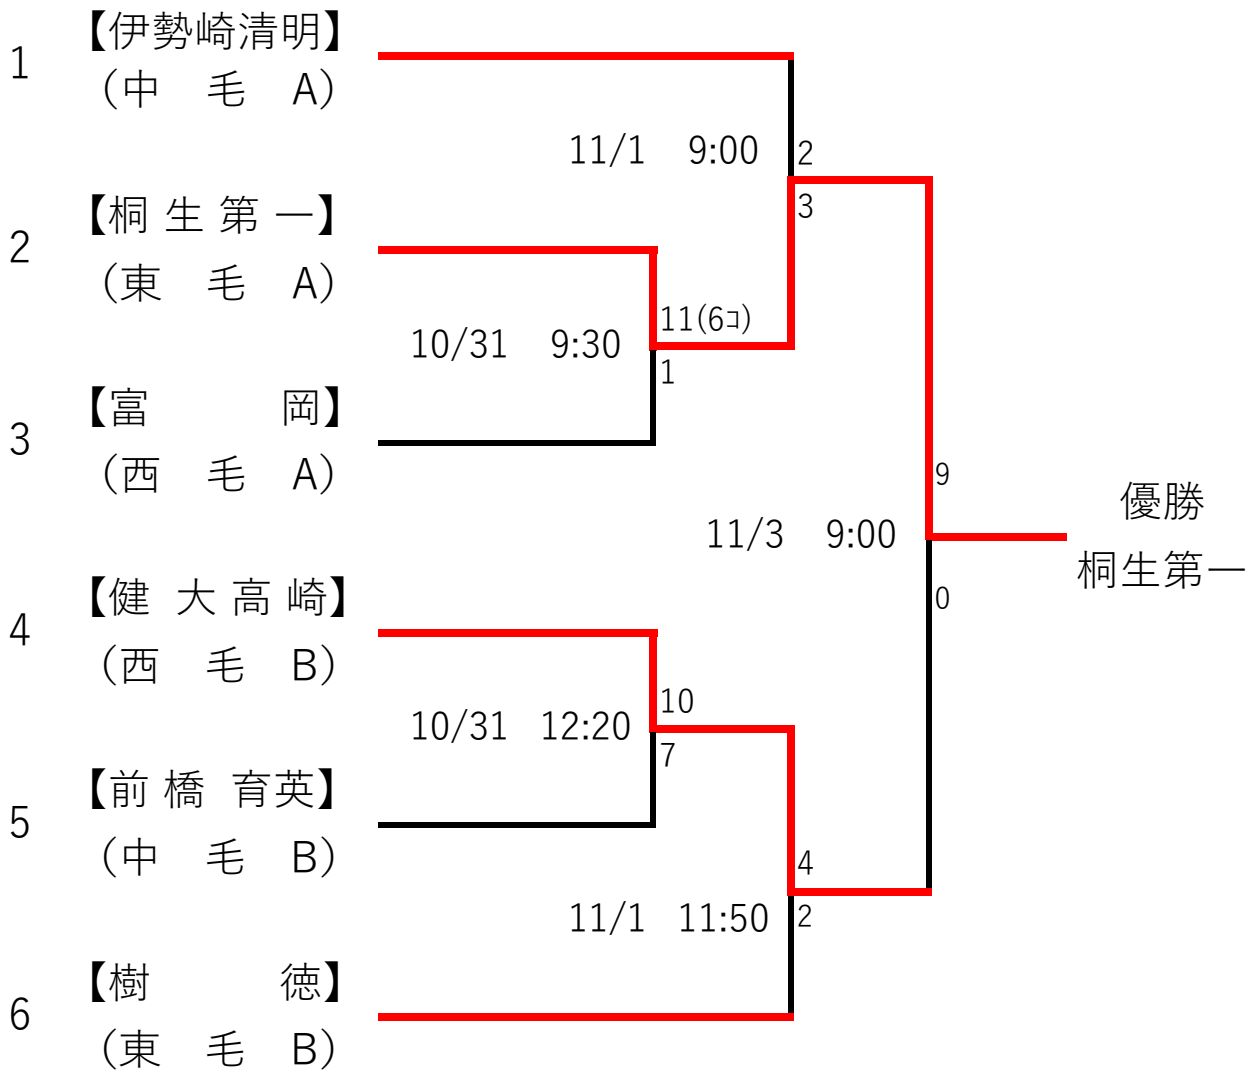 1
【伊勢崎清明】
（中　毛　A）
11/1　9:00
2
3
2
【桐 生 第 一】
（東　毛　A）
10/31　9:30
11(6ｺ)
1
3
【富　　　岡】
（西　毛　A）
11/3　9:00
9
0
優勝
桐生第一
4
【健 大 高 崎】
（西　毛　B）
10/31　12:20
10
7
5
【前 橋 育英】
（中　毛　B）
11/1　11:50
4
2
6
【樹　　　徳】
（東　毛　B）